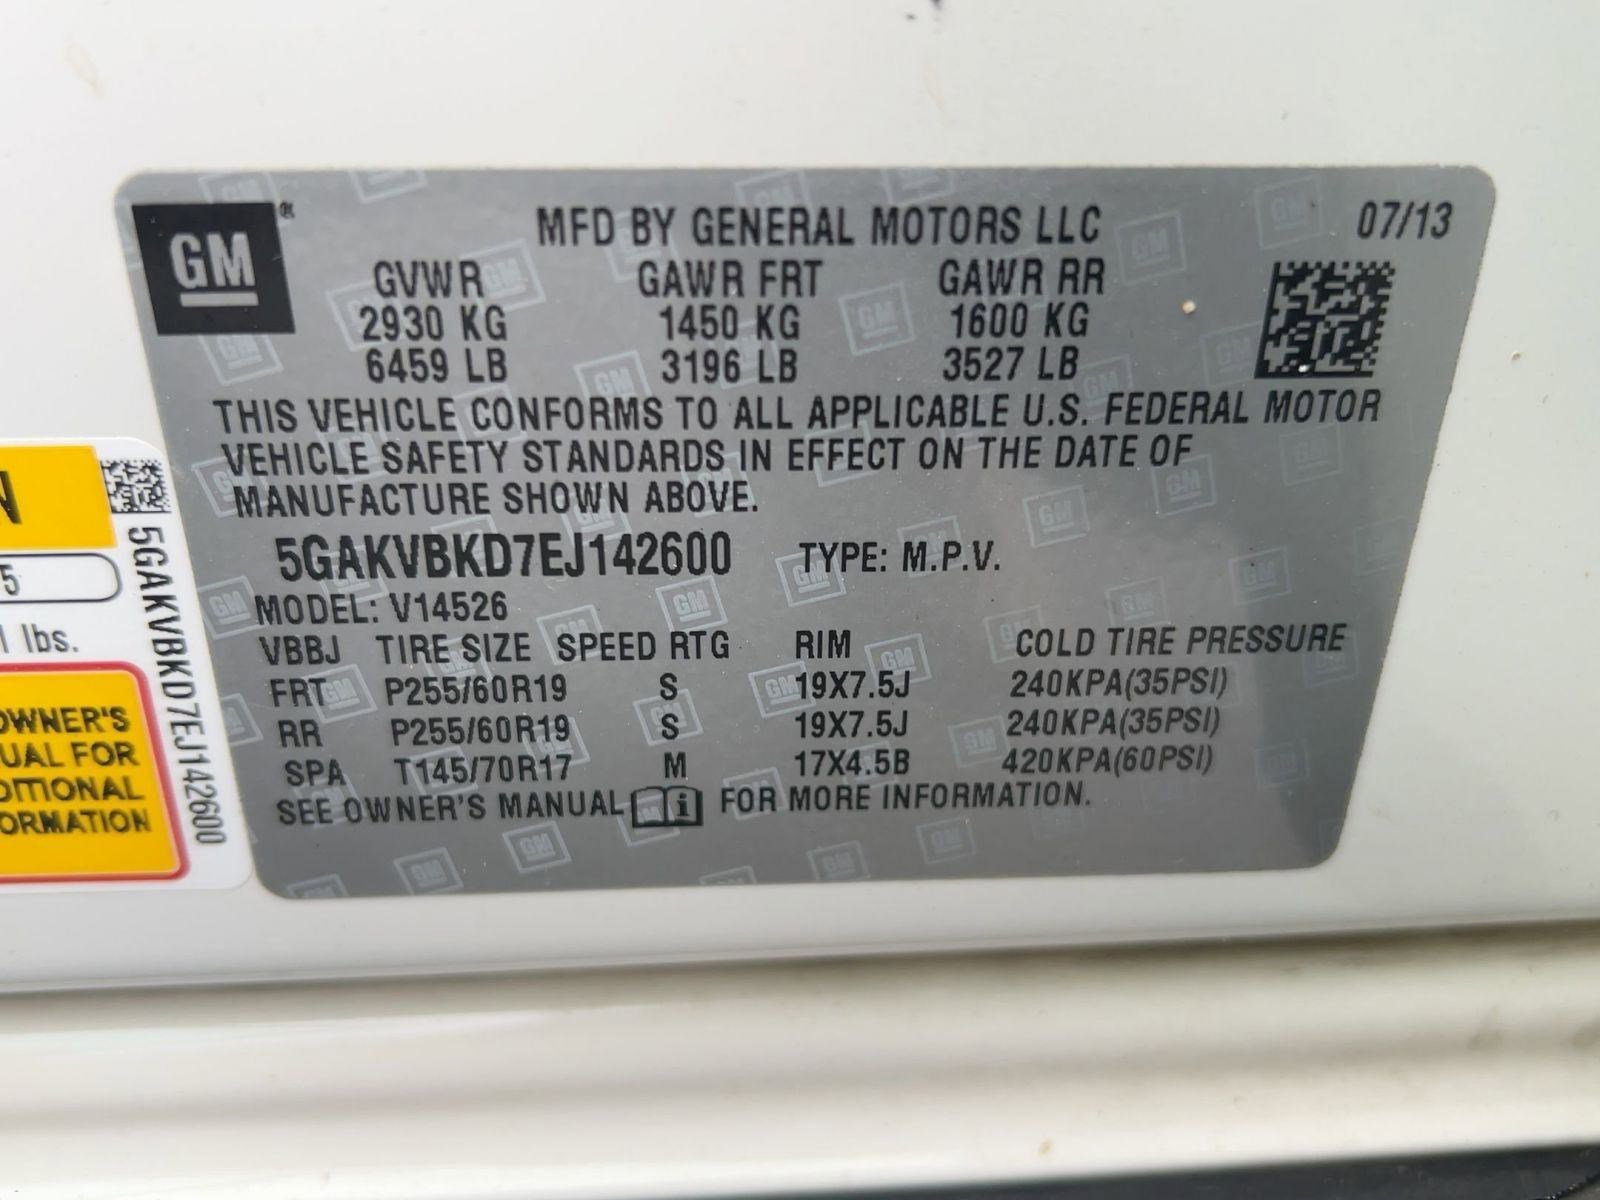 GM ®
MFD BY GENERAL MOTORS LLC 07/13
GVWR GAWR FRT GAWR RR
2930 KG 1450 KG 1600 KG
6459 LB 3196 LB 3527 LB
THIS VEHICLE CONFORMS TO ALL APPLICABLE U.S. FEDERAL MOTOR
VEHICLE SAFETY STANDARDS IN EFFECT ON THE DATE OF
MANUFACTURE SHOWN ABOVE.
5GAKVBKD7EJ142600 TYPE: M.P.V.
MODEL: V14526
VBBJ TIRE SIZE SPEED RTG RIM COLD TIRE PRESSURE
FRT P255/60R19 S 19X7.5J 240KPA(35PSI)
RR P255/60R19 S 19X7.5J 240KPA(35PSI)
SPA T145/70R17 M 17X4.5B 420KPA(60PSI)
SEE OWNER'S MANUAL i FOR MORE INFORMATION.
N
5
1 lbs.
OWNER'S
UAL FOR
DITIONAL
ORMATION
5GAKVBKD7EJ142600